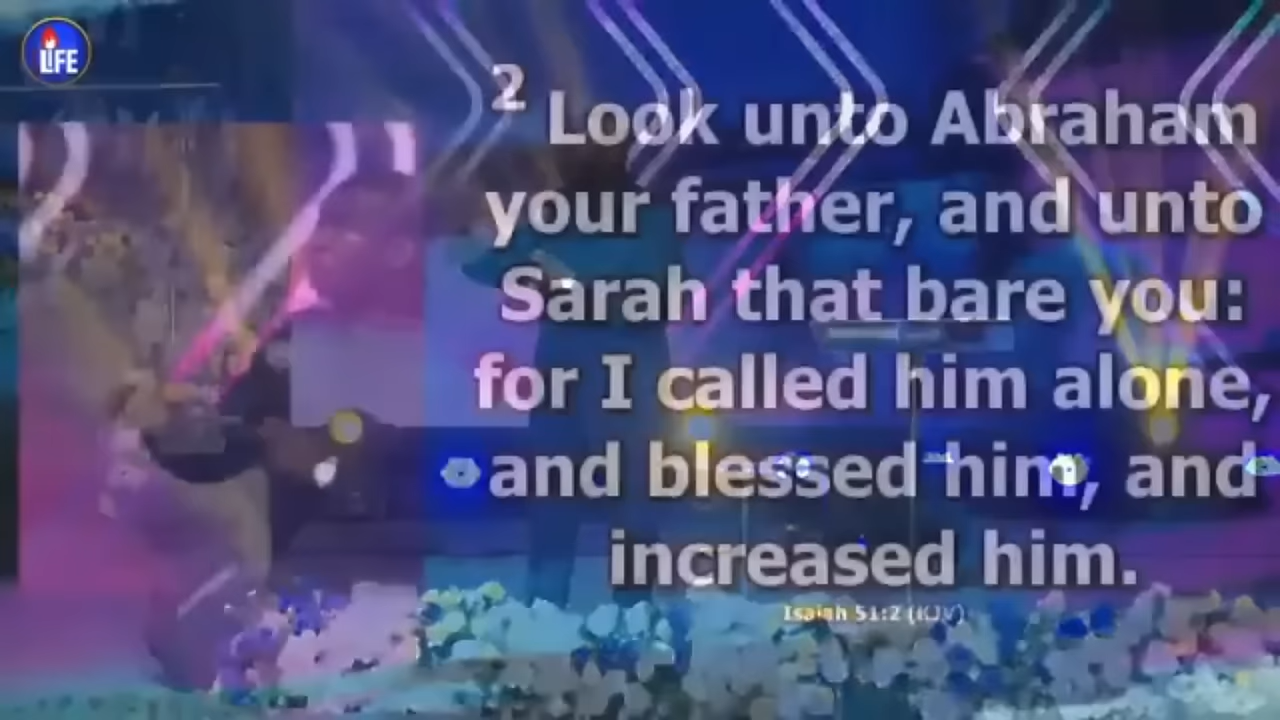 LIFE
2 Look unto Abraham
your father, and unto
Sarah that bare you:
for I called him alone,
and blessed him, and
increased him.
Isaiah 51:2 (KJV)